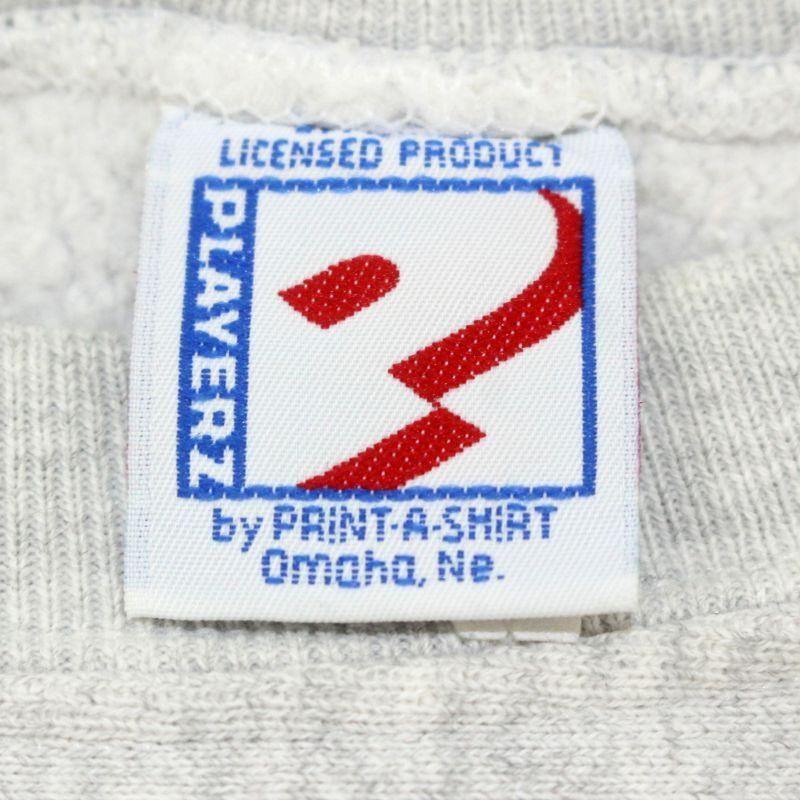 LICENSED PRODUCT
PLAYERZ
by PRINT-A-SHIRT
Omaha, Ne.